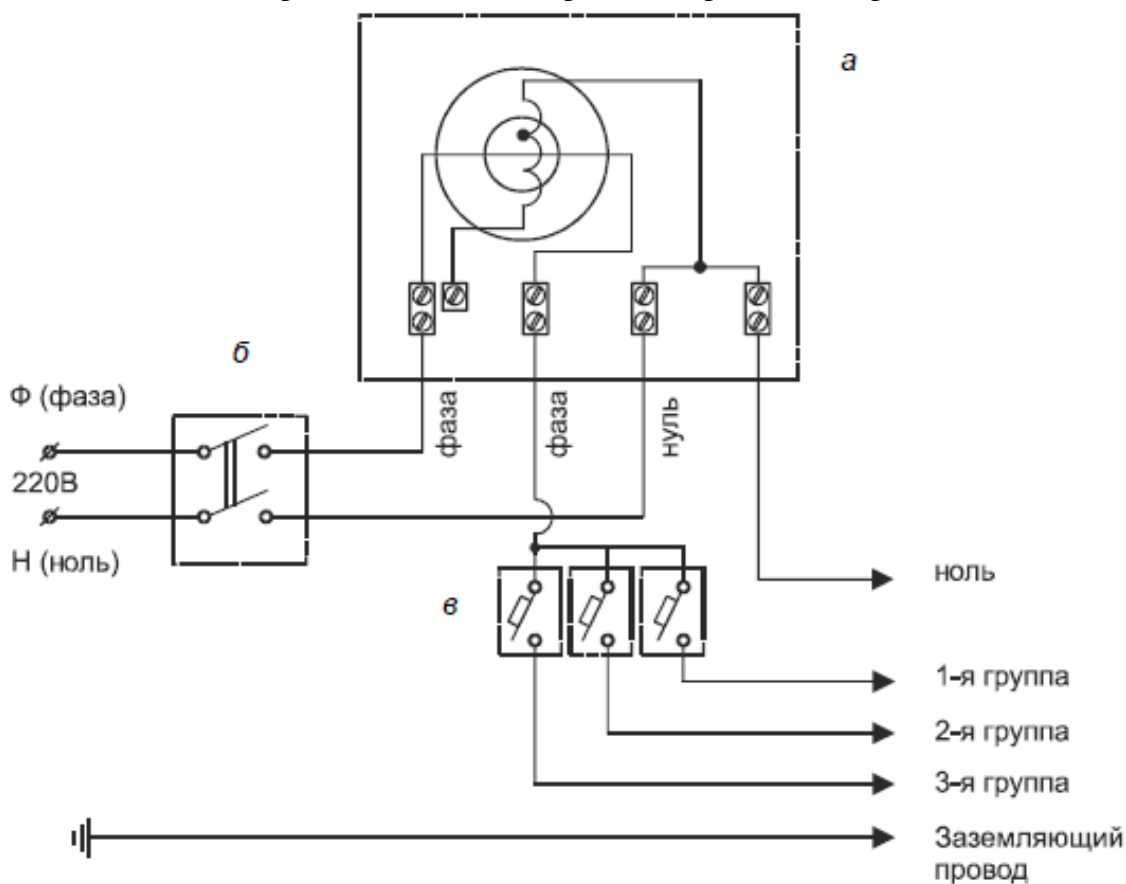 а
б
Ф (фаза)
220В
Н (ноль)
фаза
фаза
нуль
в
ноль
1-я группа
2-я группа
3-я группа
Заземляющий
провод